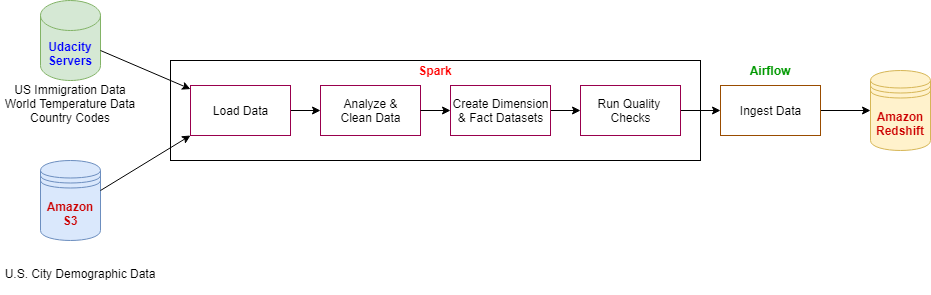 Udacity
Servers
US Immigration Data
World Temperature Data
Country Codes
Spark
Load Data
Analyze &
Clean Data
Create Dimension
& Fact Datasets
Run Quality
Checks
Airflow
Ingest Data
Amazon
Redshift
Amazon
S3
U.S. City Demographic Data